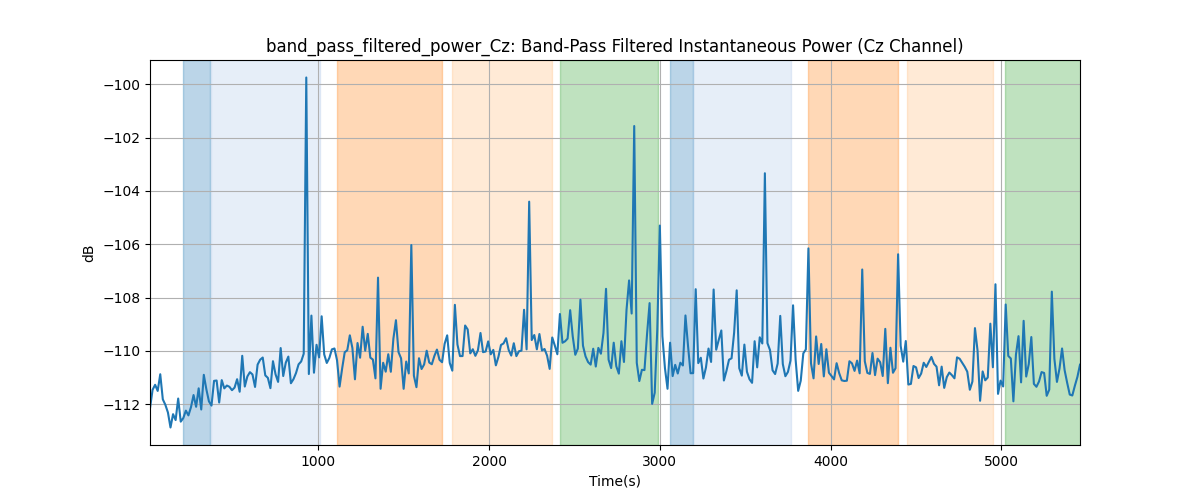 band_pass_filtered_power_Cz: Band-Pass Filtered Instantaneous Power (Cz Channel)
−100
−102
−104
−106
−108
−110
−112
dB
1000 2000 3000 4000 5000
Time(s)